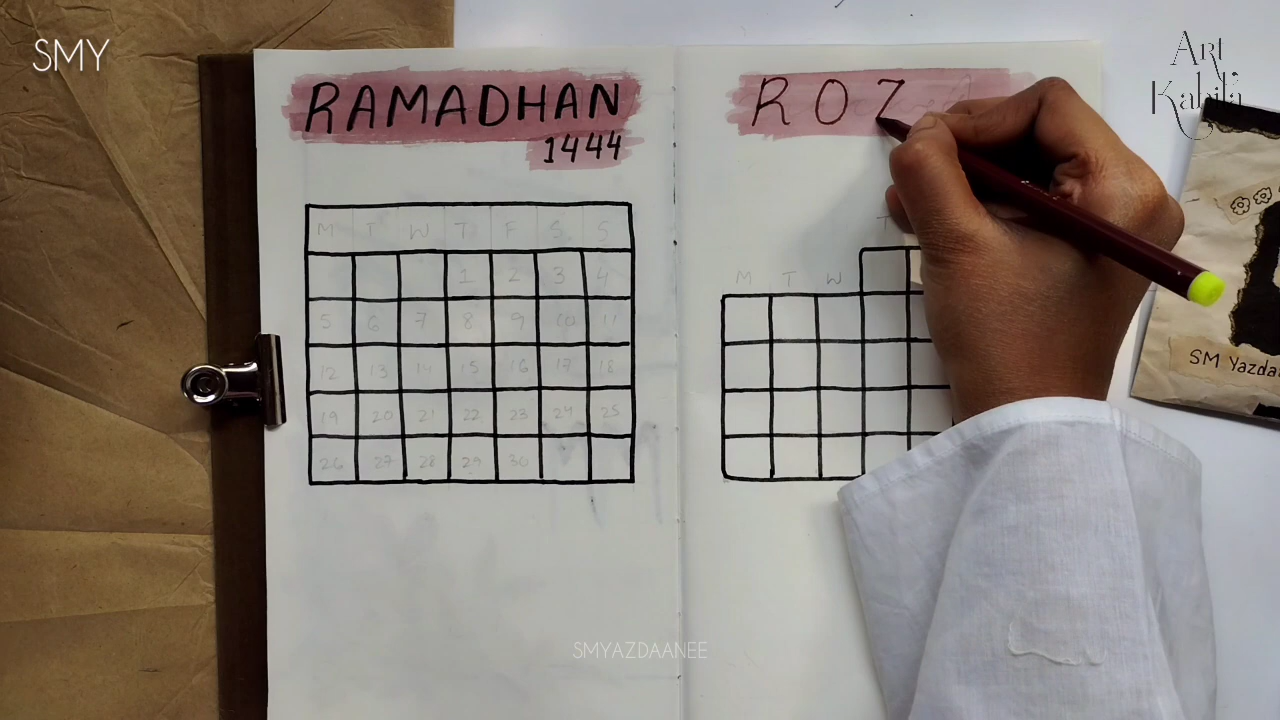 SMY
Art
Kabila
RAMADHAN
1444
M T W T F S S
1 2 3 4
5 6 7 8 9 10 11
12 13 14 15 16 17 18
19 20 21 22 23 24 25
26 27 28 29 30
ROZ
T
M T W
SM Yazda
SMYAZDAANEE